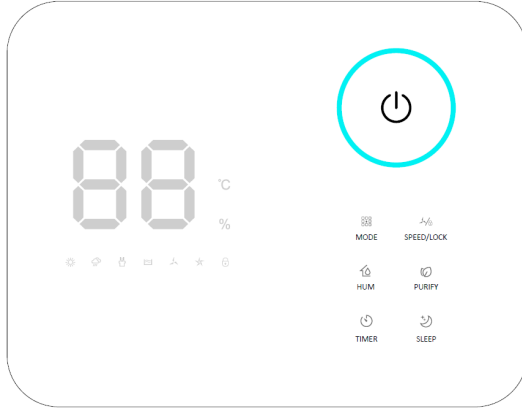 88
℃
%
MODE SPEED/LOCK
HUM PURIFY
TIMER SLEEP